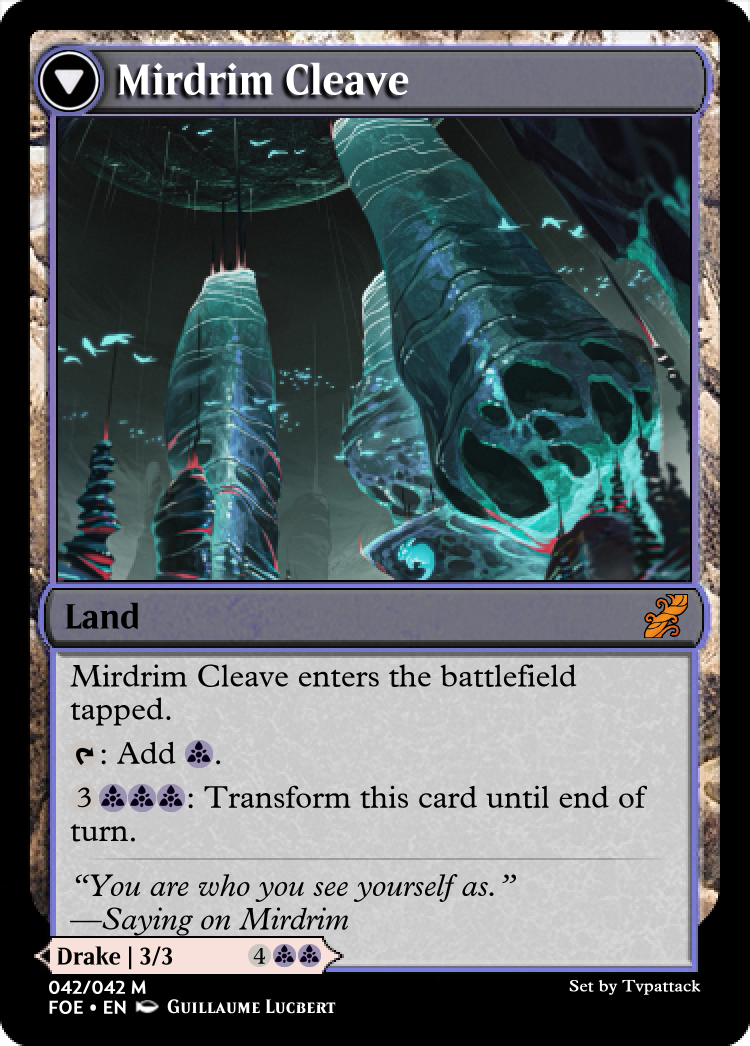 Mirdrim Cleave
Land
Mirdrim Cleave enters the battlefield
tapped.
: Add .
3 : Transform this card until end of
turn.
“You are who you see yourself as.”
—Saying on Mirdrim
Drake | 3/3 4
042/042 M
Set by Tvpattack
FOE • EN Guillaume Lucbert